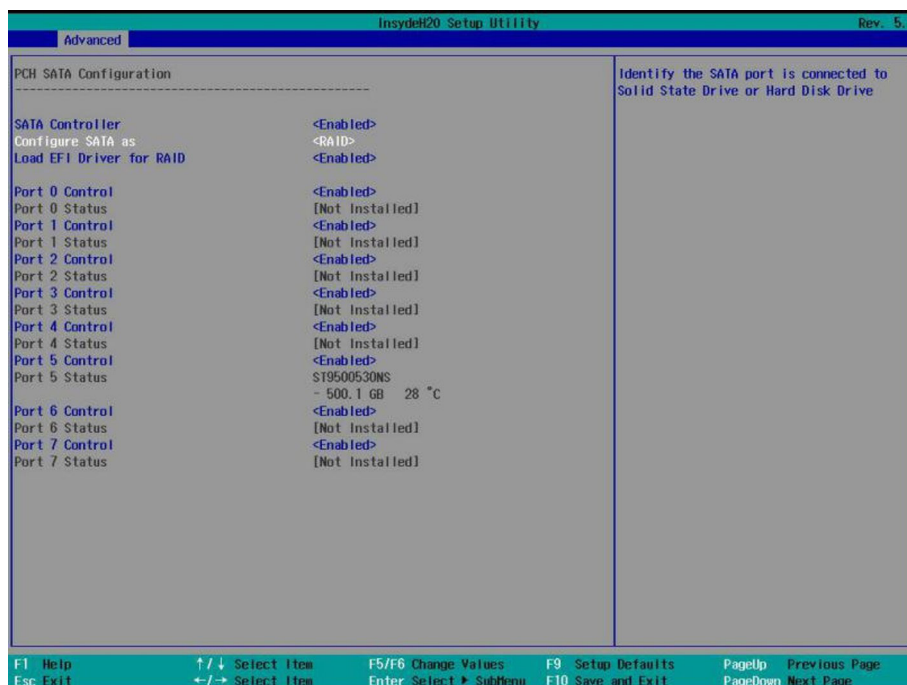 InsydeH20 Setup Utility Rev. 5.
Advanced
PCH SATA Configuration
Identify the SATA port is connected to
Solid State Drive or Hard Disk Drive
SATA Controller <Enabled>
Configure SATA as <RAID>
Load EFI Driver for RAID <Enabled>
Port 0 Control <Enabled>
Port 0 Status [Not Installed]
Port 1 Control <Enabled>
Port 1 Status [Not Installed]
Port 2 Control <Enabled>
Port 2 Status [Not Installed]
Port 3 Control <Enabled>
Port 3 Status [Not Installed]
Port 4 Control <Enabled>
Port 4 Status [Not Installed]
Port 5 Control <Enabled>
Port 5 Status ST9500530NS
- 500.1 GB 28 °C
Port 6 Control <Enabled>
Port 6 Status [Not Installed]
Port 7 Control <Enabled>
Port 7 Status [Not Installed]
F1 Help ↑/↓ Select Item F5/F6 Change Values F9 Setup Defaults PageUp Previous Page
Esc Exit ←/→ Select Item Enter Select ▶ SubMenu F10 Save and Exit PageDown Next Page